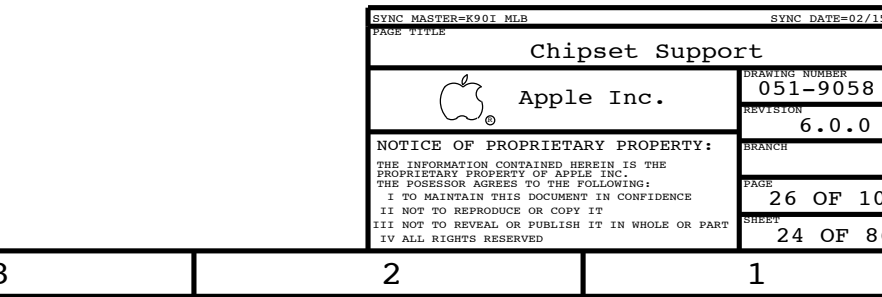 SYNC MASTER=K90I MLB
SYNC DATE=02/15
PAGE TITLE
Chipset Support
Apple Inc.
®
DRAWING NUMBER
051-9058
REVISION
6.0.0
NOTICE OF PROPRIETARY PROPERTY:
THE INFORMATION CONTAINED HEREIN IS THE
PROPRIETARY PROPERTY OF APPLE INC.
THE POSESSOR AGREES TO THE FOLLOWING:
I TO MAINTAIN THIS DOCUMENT IN CONFIDENCE
II NOT TO REPRODUCE OR COPY IT
III NOT TO REVEAL OR PUBLISH IT IN WHOLE OR PART
IV ALL RIGHTS RESERVED
BRANCH
PAGE
26 OF 10
SHEET
24 OF
2
1